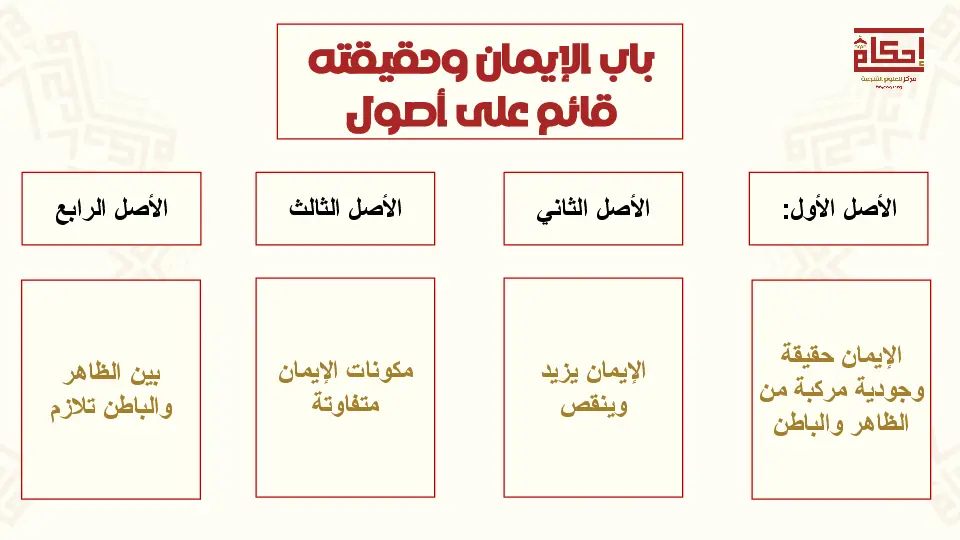 إحكام
مركز للعلوم الشرعية
باب الإيمان وحقيقته
قائم على أصول
الأصل الأول:
الأصل الثاني
الأصل الثالث
الأصل الرابع
الإيمان حقيقة
وجودية مركبة من
الظاهر والباطن
الإيمان يزيد
وينقص
مكونات الإيمان
متفاوتة
بين الظاهر
والباطن تلازم